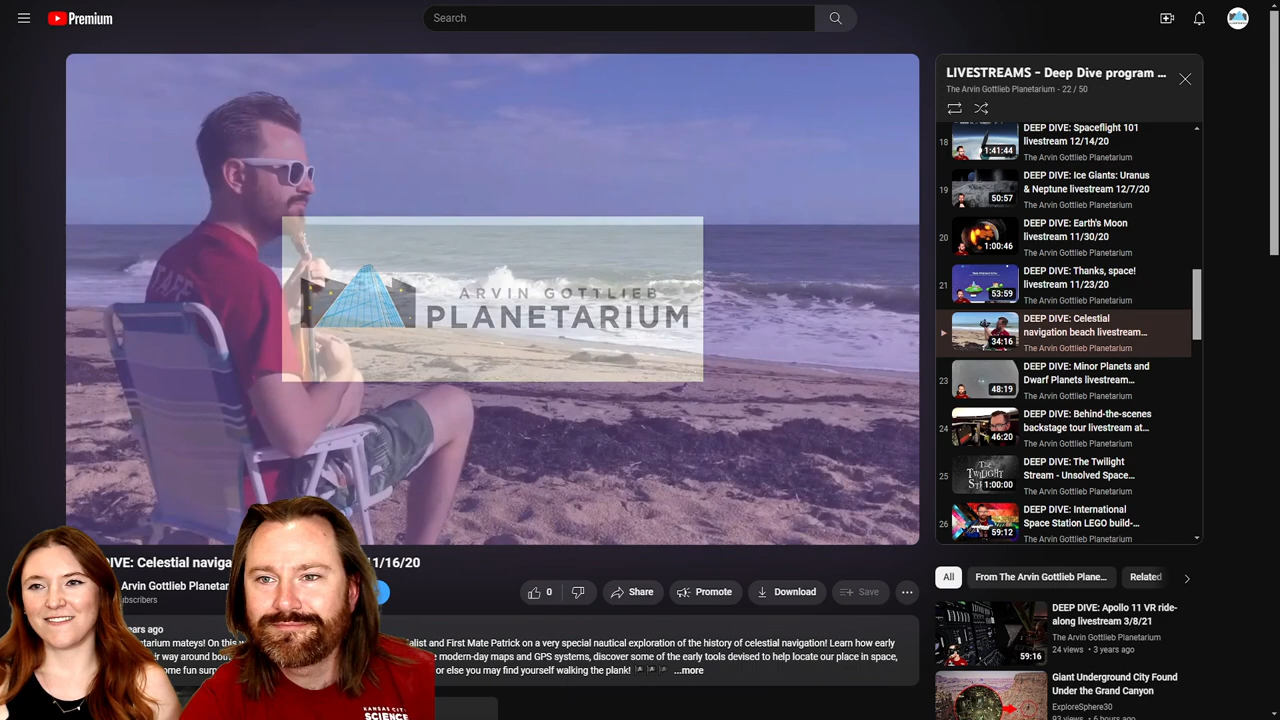 Premium
Search
ARVIN GOTTLIEB
PLANETARIUM
LIVESTREAMS - Deep Dive program ...
The Arvin Gottlieb Planetarium - 22 / 50
18
DEEP DIVE: Spaceflight 101
livestream 12/14/20
1:41:44
The Arvin Gottlieb Planetarium
19
DEEP DIVE: Ice Giants: Uranus
& Neptune livestream 12/7/20
50:57
The Arvin Gottlieb Planetarium
20
DEEP DIVE: Earth's Moon
livestream 11/30/20
1:00:46
The Arvin Gottlieb Planetarium
21
DEEP DIVE: Thanks, space!
livestream 11/23/20
53:59
The Arvin Gottlieb Planetarium
DEEP DIVE: Celestial
navigation beach livestream...
34:16
The Arvin Gottlieb Planetarium
23
DEEP DIVE: Minor Planets and
Dwarf Planets livestream...
48:19
The Arvin Gottlieb Planetarium
24
DEEP DIVE: Behind-the-scenes
backstage tour livestream at...
46:20
The Arvin Gottlieb Planetarium
25
DEEP DIVE: The Twilight
Stream - Unsolved Space...
THE
TWILIGHT
1:00:00
The Arvin Gottlieb Planetarium
26
DEEP DIVE: International
Space Station LEGO build-...
59:12
The Arvin Gottlieb Planetarium
DIVE: Celestial naviga
11/16/20
Arvin Gottlieb Planetar
scribers
0
Share
Promote
Download
Save
ears ago
etarium mateys! On this
alist and First Mate Patrick on a very special nautical exploration of the history of celestial navigation! Learn how early
er way around bo
e modern-day maps and GPS systems, discover some of the early tools devised to help locate our place in space,
ome fun sur
or else you may find yourself walking the plank!
...more
All
From The Arvin Gottlieb Plane...
Related
DEEP DIVE: Apollo 11 VR ride-
along livestream 3/8/21
The Arvin Gottlieb Planetarium
24 views • 3 years ago
59:16
Giant Underground City Found
Under the Grand Canyon
ExploreSphere30
93 views • 6 hours ago
KANSAS CITY
SCIENCE